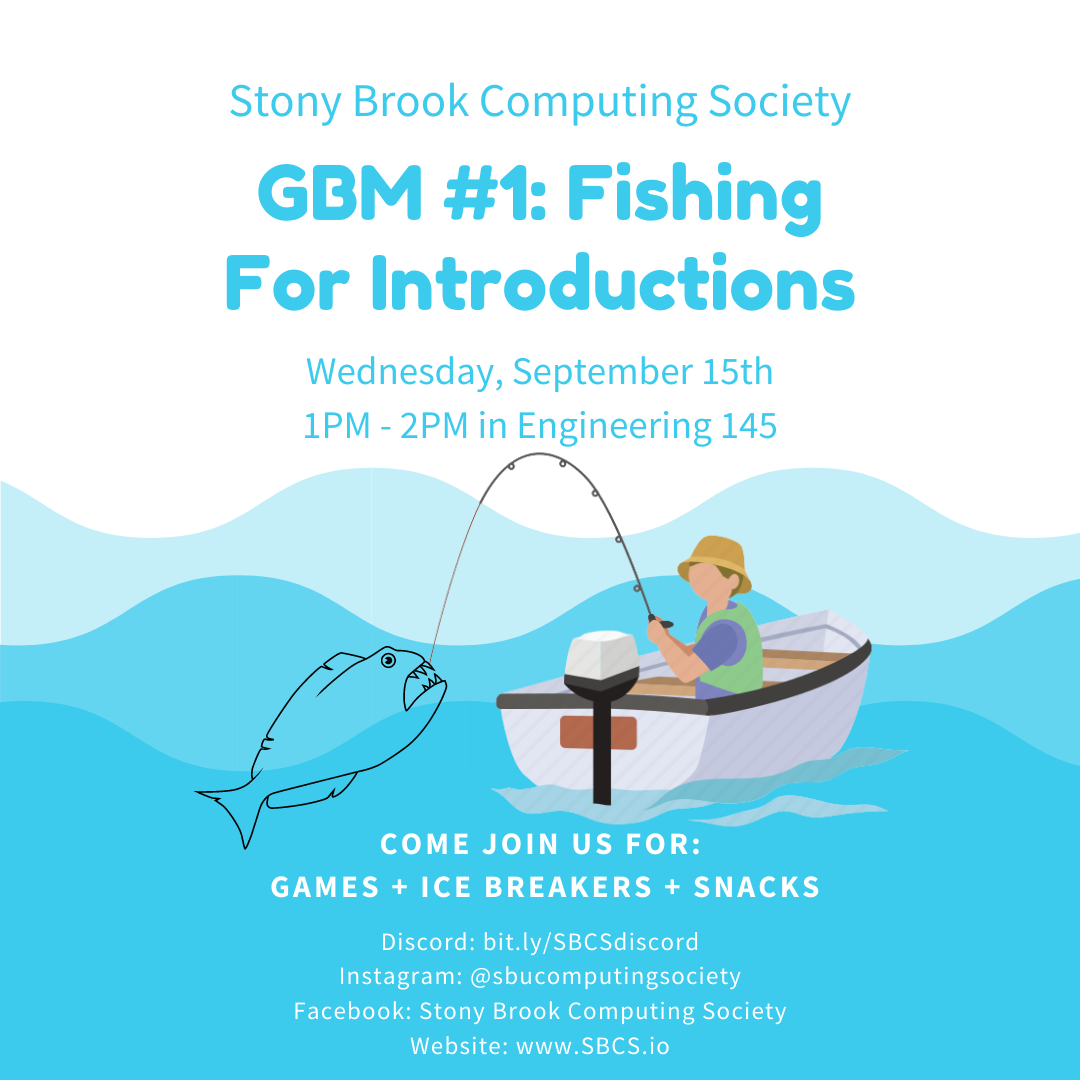 Stony Brook Computing Society
GBM #1: Fishing
For Introductions
Wednesday, September 15th
1PM - 2PM in Engineering 145
COME JOIN US FOR:
GAMES + ICE BREAKERS + SNACKS
Discord: bit.ly/SBCSdiscord
Instagram: @sbucomputingsociety
Facebook: Stony Brook Computing Society
Website: www.SBCS.io